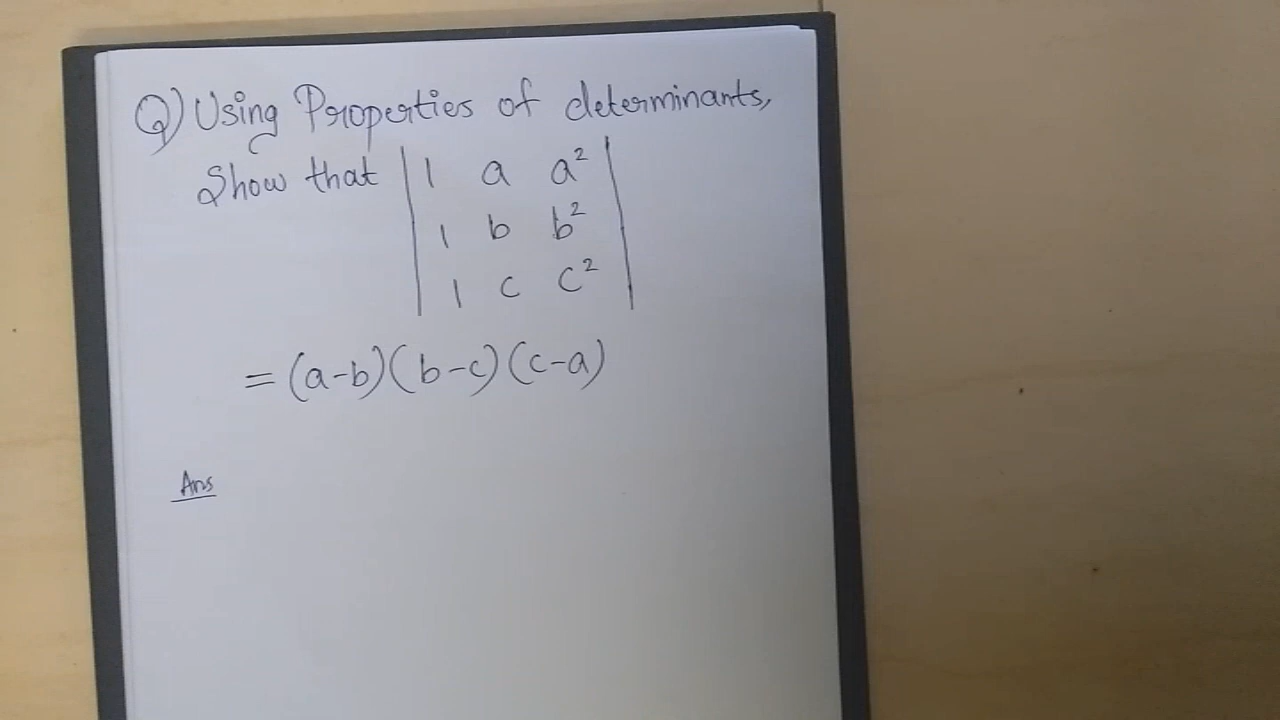 Q) Using Properties of determinants,
Show that | 1 a a² |
| 1 b b² |
| 1 c c² |
= (a-b)(b-c)(c-a)
Ans